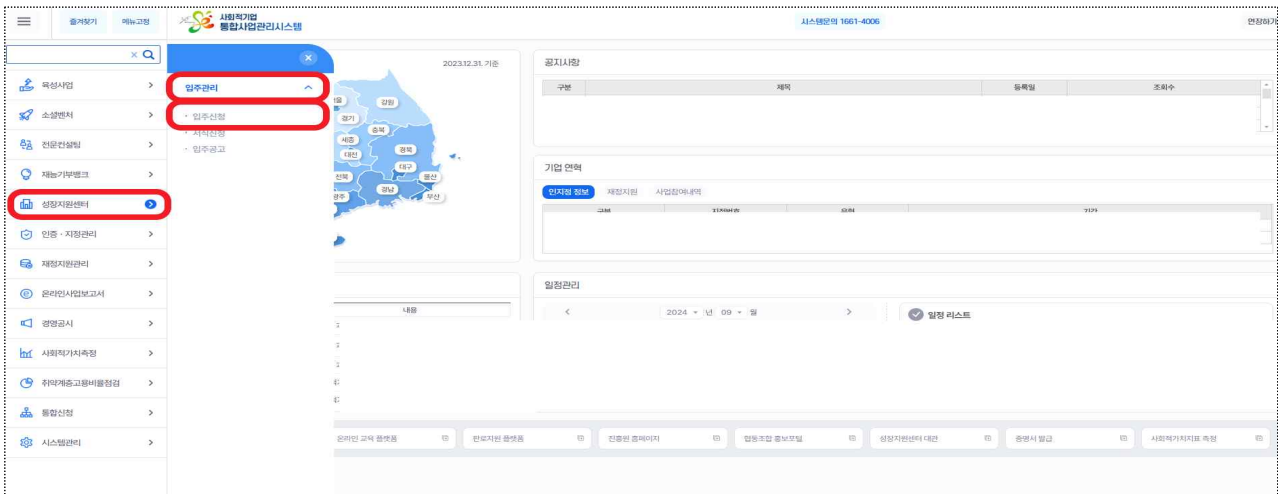 즐겨찾기
메뉴고정
사회적기업
통합사업관리시스템
시스템문의 1661-4006
연장하기
육성사업
소셜벤처
전문컨설팅
재능기부뱅크
성장지원센터
인증 · 지정관리
재정지원관리
온라인사업보고서
경영공시
사회적가치측정
취약계층고용비율점검
통합신청
시스템관리
입주관리
· 입주신청
· 서식신청
· 입주공고
2023.12.31. 기준
강원
경기
충북
세종
대전
경북
대구
전북
울산
경남
부산
내용
공지사항
구분 제목 등록일 조회수
기업 연혁
인지정 정보 재정지원 사업참여내역
구분 지정번호 유형 기간
일정관리
2024 년 09 월
일정 리스트
온라인 교육 플랫폼
판로지원 플랫폼
진흥원 홈페이지
협동조합 홍보포털
성장지원센터 대관
증명서 발급
사회적가치지표 측정